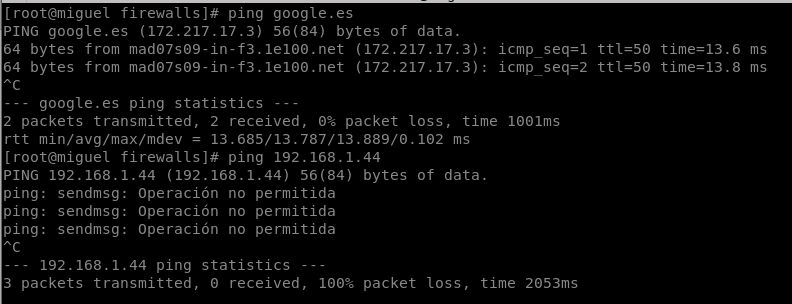 [root@miguel firewalls]# ping google.es
PING google.es (172.217.17.3) 56(84) bytes of data.
64 bytes from mad07s09-in-f3.1e100.net (172.217.17.3): icmp_seq=1 ttl=50 time=13.6 ms
64 bytes from mad07s09-in-f3.1e100.net (172.217.17.3): icmp_seq=2 ttl=50 time=13.8 ms
^C
--- google.es ping statistics ---
2 packets transmitted, 2 received, 0% packet loss, time 1001ms
rtt min/avg/max/mdev = 13.685/13.787/13.889/0.102 ms
[root@miguel firewalls]# ping 192.168.1.44
PING 192.168.1.44 (192.168.1.44) 56(84) bytes of data.
ping: sendmsg: Operación no permitida
ping: sendmsg: Operación no permitida
ping: sendmsg: Operación no permitida
^C
--- 192.168.1.44 ping statistics ---
3 packets transmitted, 0 received, 100% packet loss, time 2053ms